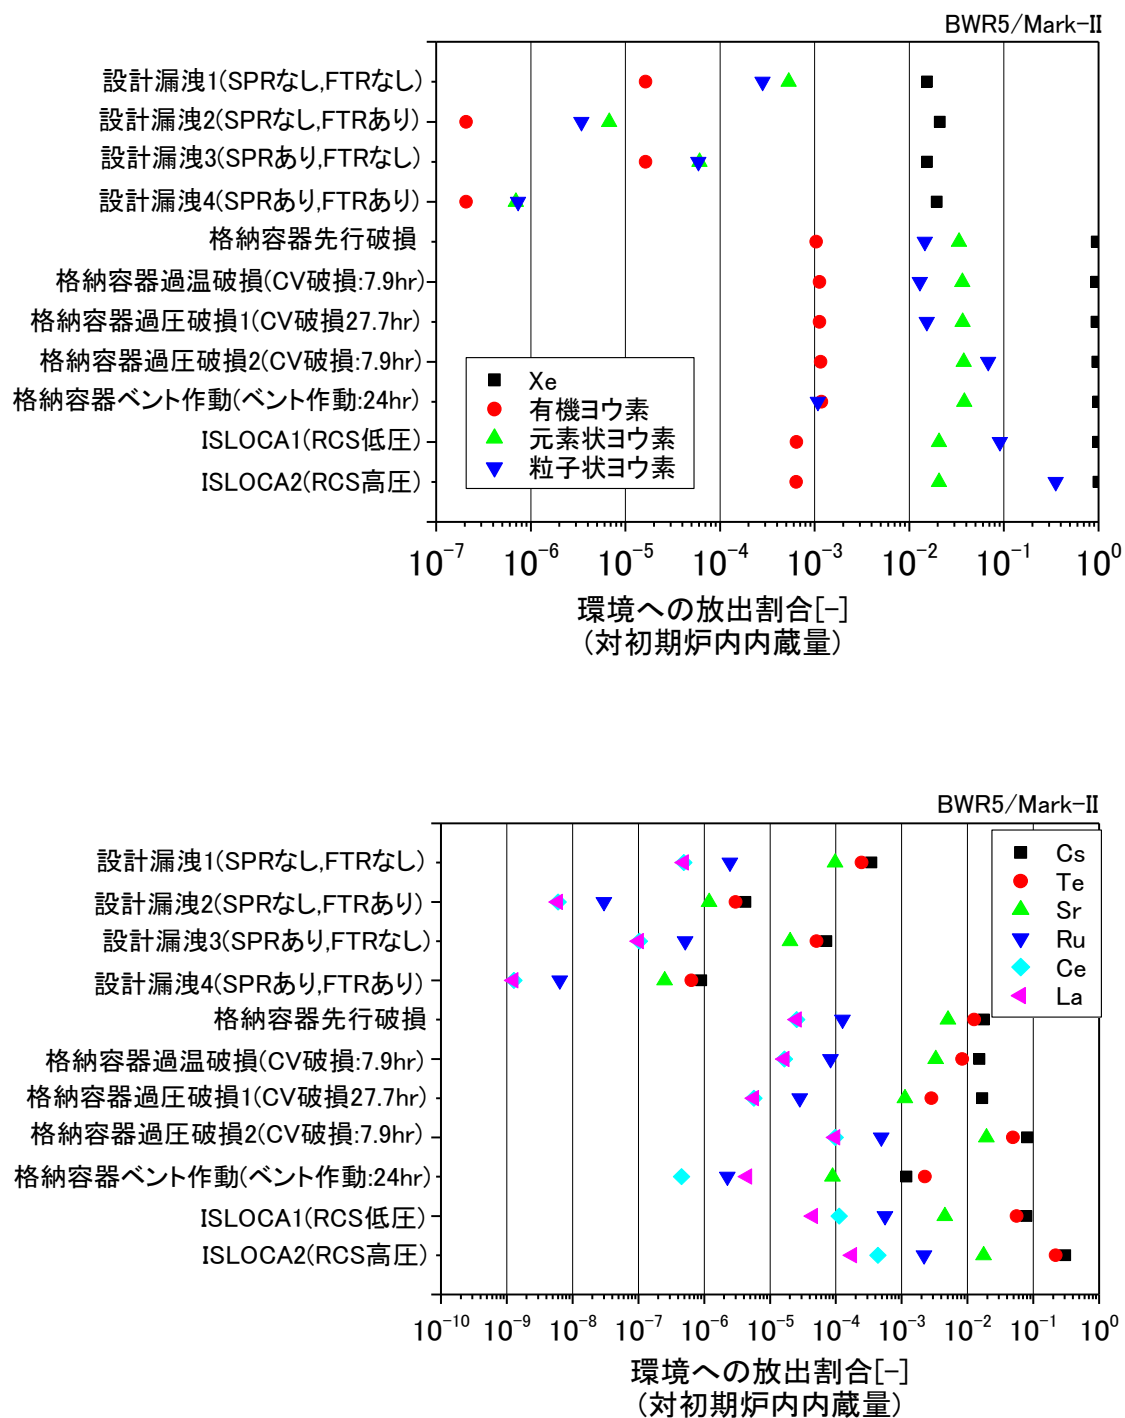 BWR5/Mark-II
設計漏洩1(SPRなし,FTRなし)
設計漏洩2(SPRなし,FTRあり)
設計漏洩3(SPRあり,FTRなし)
設計漏洩4(SPRあり,FTRあり)
格納容器先行破損
格納容器過温破損(CV破損:7.9hr)
格納容器過圧破損1(CV破損27.7hr)
格納容器過圧破損2(CV破損:7.9hr)
格納容器ベント作動(ベント作動:24hr)
ISLOCA1(RCS低圧)
ISLOCA2(RCS高圧)
Xe
有機ヨウ素
元素状ヨウ素
粒子状ヨウ素
10⁻⁷ 10⁻⁶ 10⁻⁵ 10⁻⁴ 10⁻³ 10⁻² 10⁻¹ 10⁰
環境への放出割合[-]
(対初期炉内内蔵量)
BWR5/Mark-II
設計漏洩1(SPRなし,FTRなし)
設計漏洩2(SPRなし,FTRあり)
設計漏洩3(SPRあり,FTRなし)
設計漏洩4(SPRあり,FTRあり)
格納容器先行破損
格納容器過温破損(CV破損:7.9hr)
格納容器過圧破損1(CV破損27.7hr)
格納容器過圧破損2(CV破損:7.9hr)
格納容器ベント作動(ベント作動:24hr)
ISLOCA1(RCS低圧)
ISLOCA2(RCS高圧)
Cs
Te
Sr
Ru
Ce
La
10⁻¹⁰ 10⁻⁹ 10⁻⁸ 10⁻⁷ 10⁻⁶ 10⁻⁵ 10⁻⁴ 10⁻³ 10⁻² 10⁻¹ 10⁰
環境への放出割合[-]
(対初期炉内内蔵量)